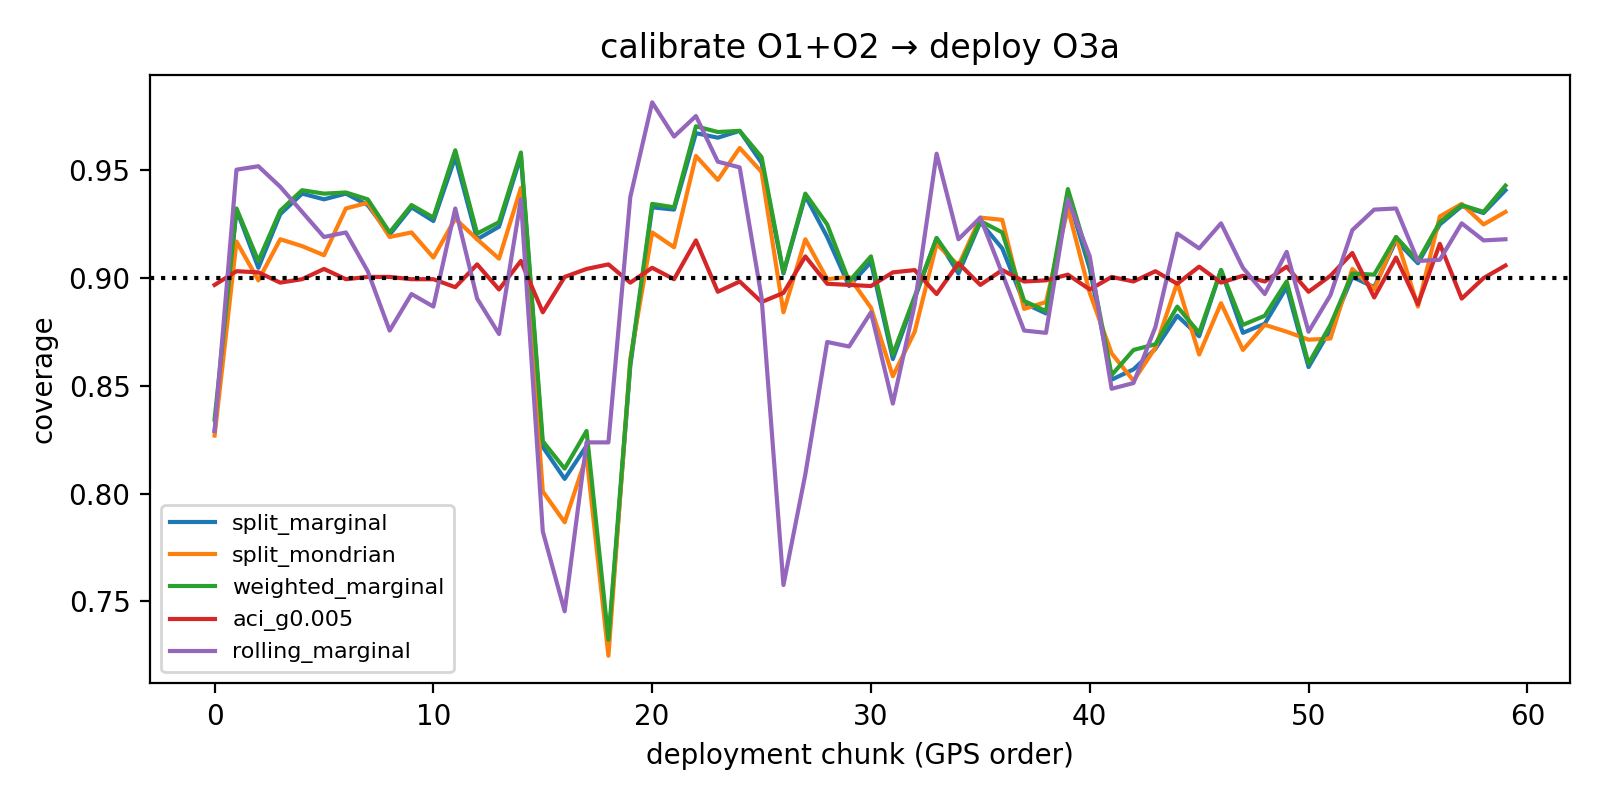 calibrate O1+O2 → deploy O3a
coverage
0.95
0.90
0.85
0.80
0.75
split_marginal
split_mondrian
weighted_marginal
aci_g0.005
rolling_marginal
0 10 20 30 40 50 60
deployment chunk (GPS order)